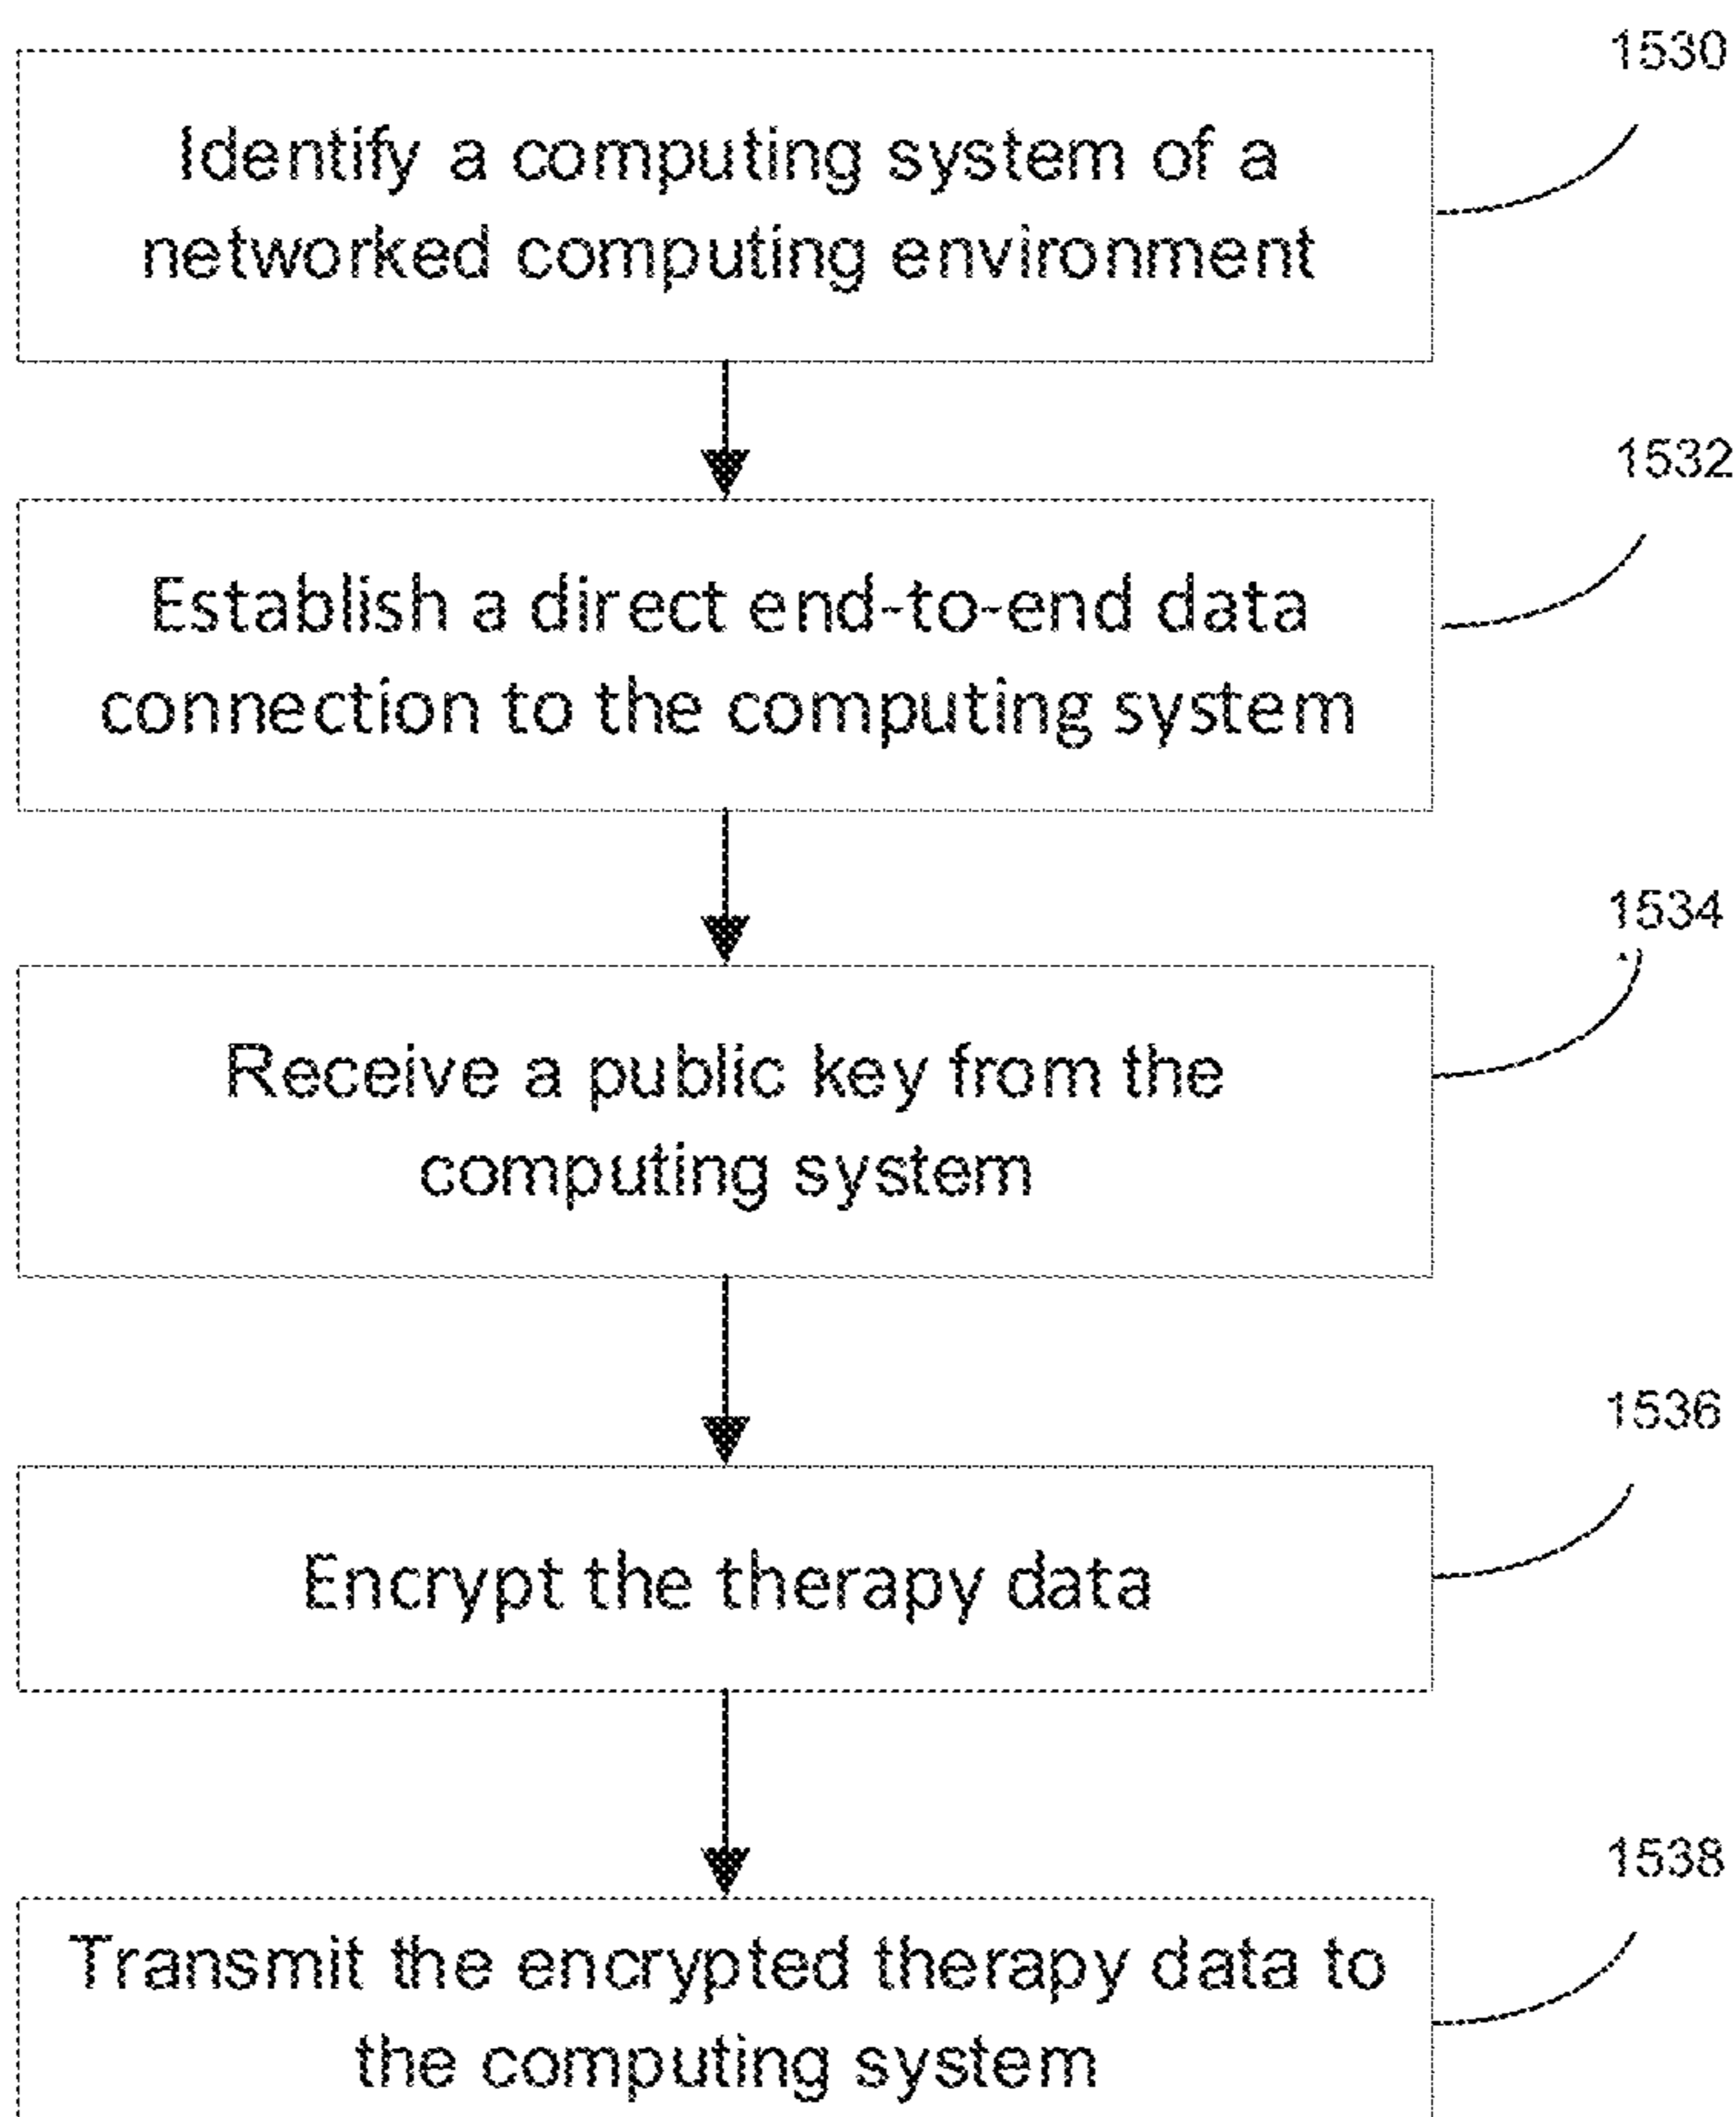 1530
Identify a computing system of a
networked computing environment
1532
Establish a direct end-to-end data
connection to the computing system
1534
Receive a public key from the
computing system
1536
Encrypt the therapy data
1538
Transmit the encrypted therapy data to
the computing system